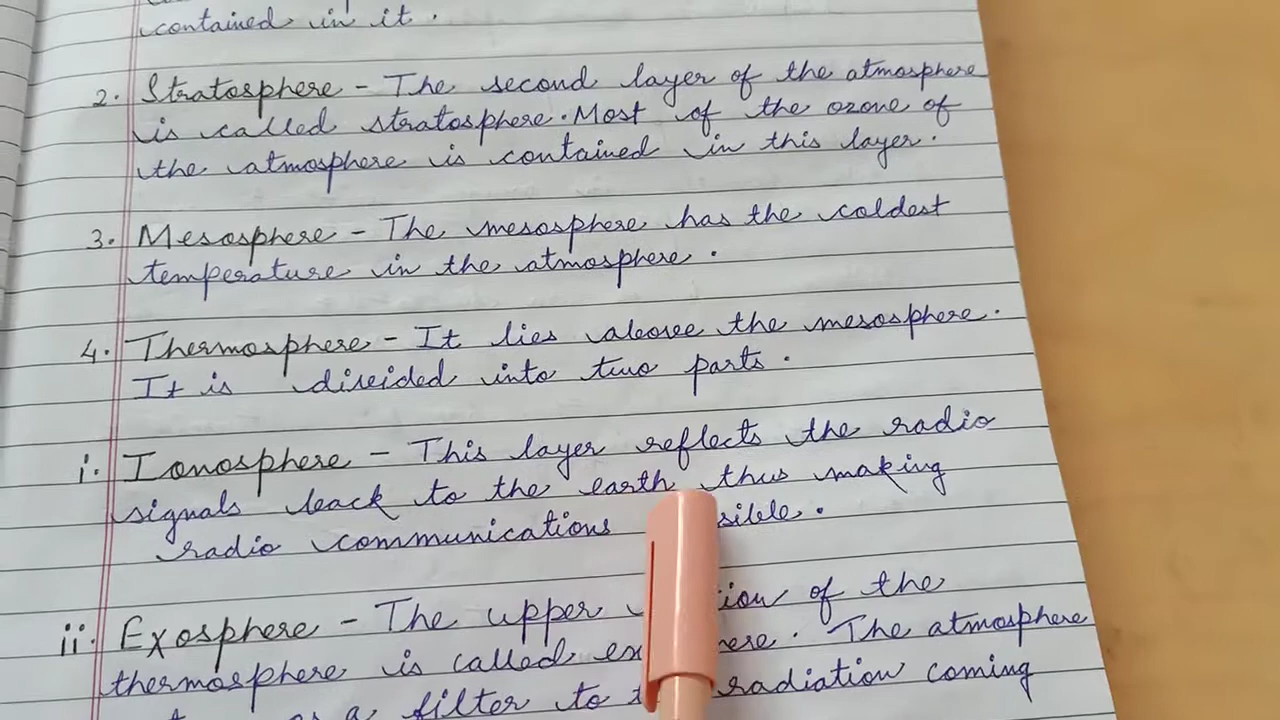 contained in it.
2. Stratosphere - The second layer of the atmosphere
is called stratosphere. Most of the ozone of
the atmosphere is contained in this layer.
3. Mesosphere - The mesosphere has the coldest
temperature in the atmosphere.
4. Thermosphere - It lies above the mesosphere.
It is divided into two parts.
i. Ionosphere - This layer reflects the radio
signals back to the earth thus making
radio communications
ii. Exosphere - The upper of the
thermosphere is called The atmosphere
a filter to radiation coming